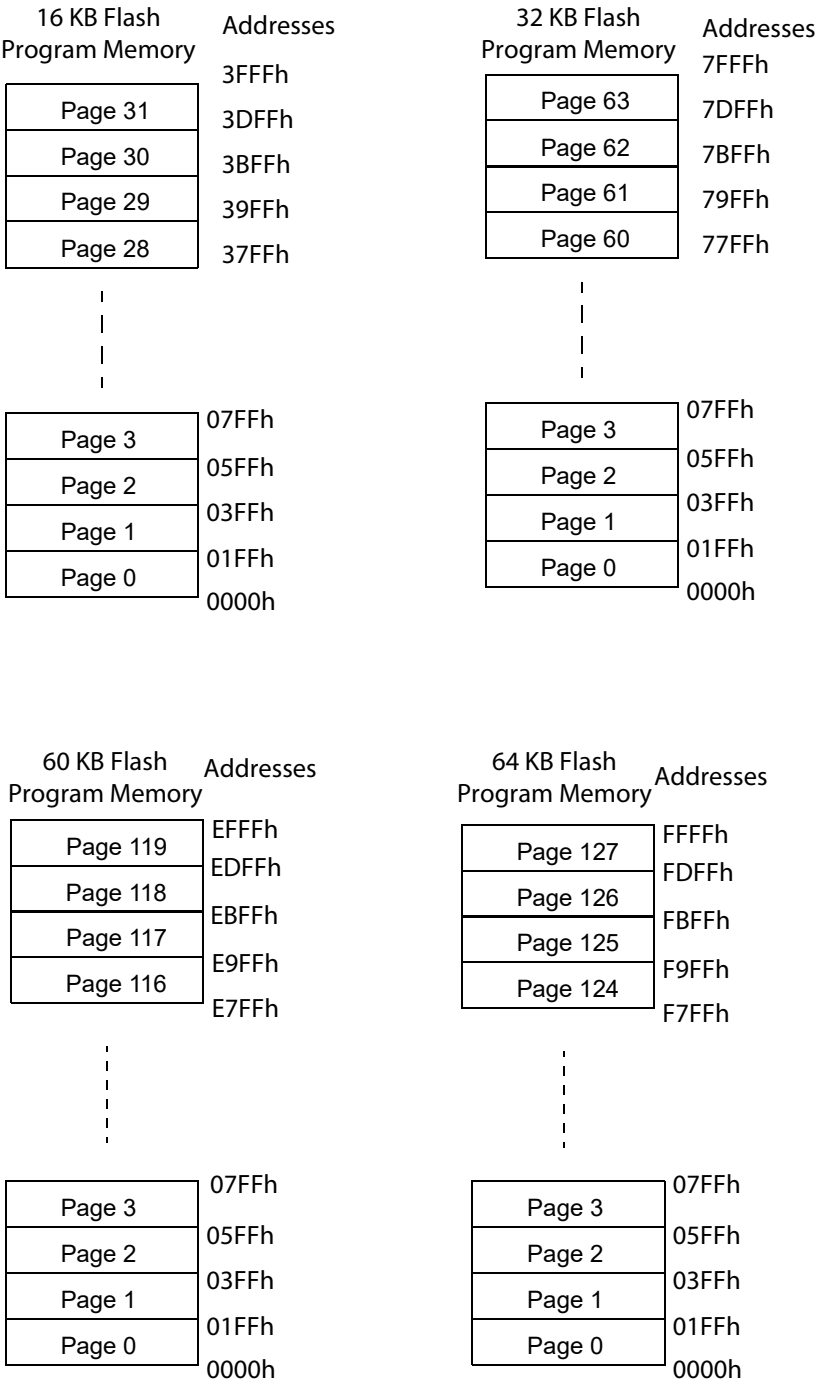 16 KB Flash
Program Memory
Addresses
3FFFh
Page 31
3DFFh
Page 30
3BFFh
Page 29
39FFh
Page 28
37FFh
07FFh
Page 3
05FFh
Page 2
03FFh
Page 1
01FFh
Page 0
0000h
32 KB Flash
Program Memory
Addresses
7FFFh
Page 63
7DFFh
Page 62
7BFFh
Page 61
79FFh
Page 60
77FFh
07FFh
Page 3
05FFh
Page 2
03FFh
Page 1
01FFh
Page 0
0000h
60 KB Flash
Program Memory
Addresses
EFFFh
Page 119
EDFFh
Page 118
EBFFh
Page 117
E9FFh
Page 116
E7FFh
07FFh
Page 3
05FFh
Page 2
03FFh
Page 1
01FFh
Page 0
0000h
64 KB Flash
Program Memory
Addresses
FFFFh
Page 127
FDFFh
Page 126
FBFFh
Page 125
F9FFh
Page 124
F7FFh
07FFh
Page 3
05FFh
Page 2
03FFh
Page 1
01FFh
Page 0
0000h